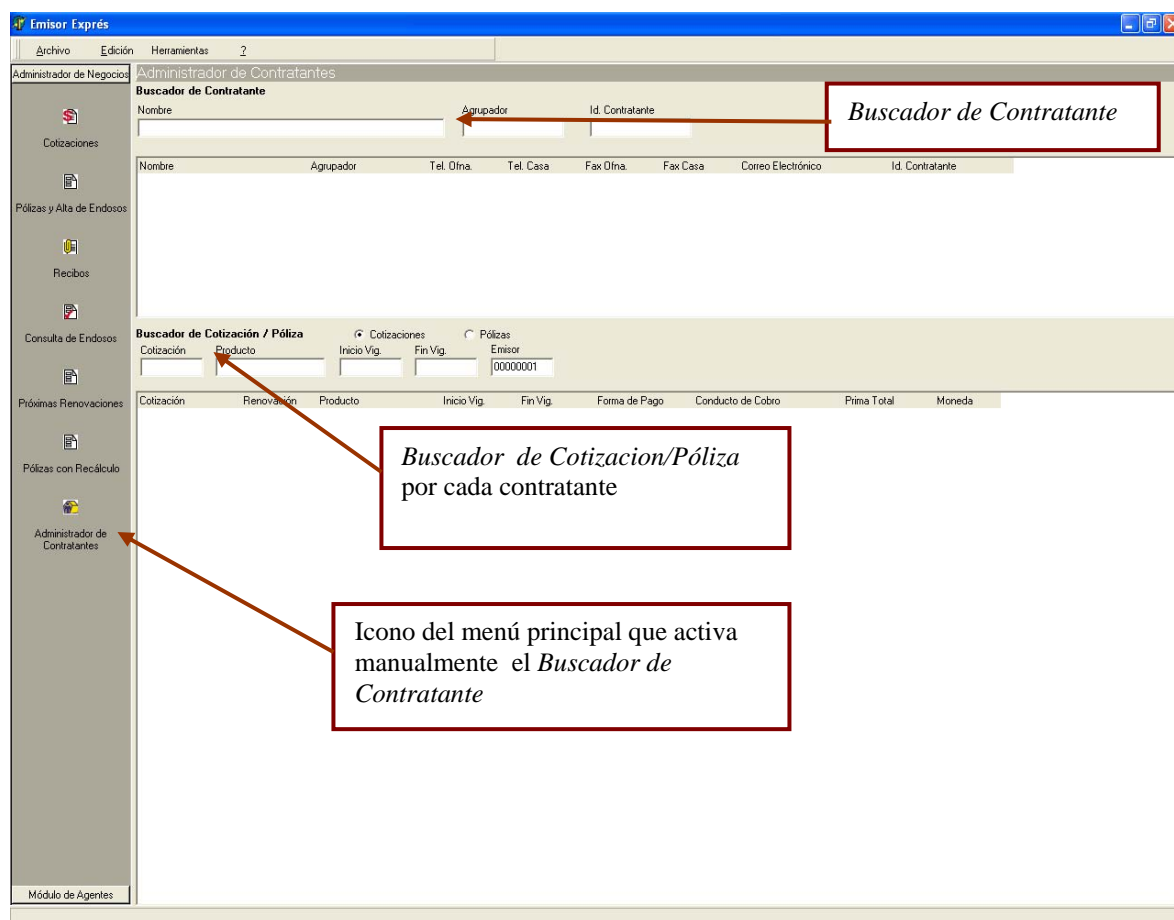 Emisor Exprés
Archivo Edición Herramientas ?
Administrador de Negocios
Administrador de Contratantes
Buscador de Contratante
Nombre Agrupador Id. Contratante
Buscador de Contratante
Nombre Agrupador Tel. Ofna. Tel. Casa Fax Ofna. Fax Casa Correo Electrónico Id. Contratante
Cotizaciones
Pólizas y Alta de Endosos
Recibos
Consulta de Endosos
Próximas Renovaciones
Pólizas con Recálculo
Administrador de
Contratantes
Buscador de Cotización / Póliza Cotizaciones Pólizas
Cotización Producto Inicio Vig. Fin Vig. Emisor
00000001
Cotización Renovación Producto Inicio Vig. Fin Vig. Forma de Pago Conducto de Cobro Prima Total Moneda
Buscador de Cotizacion/Póliza
por cada contratante
Icono del menú principal que activa
manualmente el Buscador de
Contratante
Módulo de Agentes